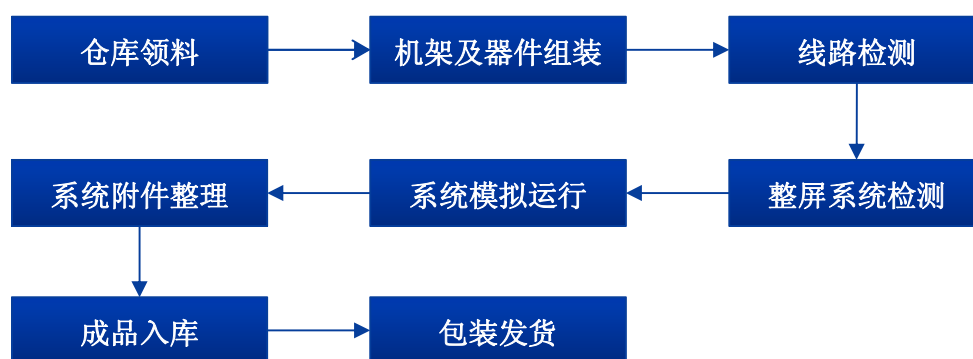 仓库领料
机架及器件组装
线路检测
整屏系统检测
系统模拟运行
系统附件整理
成品入库
包装发货